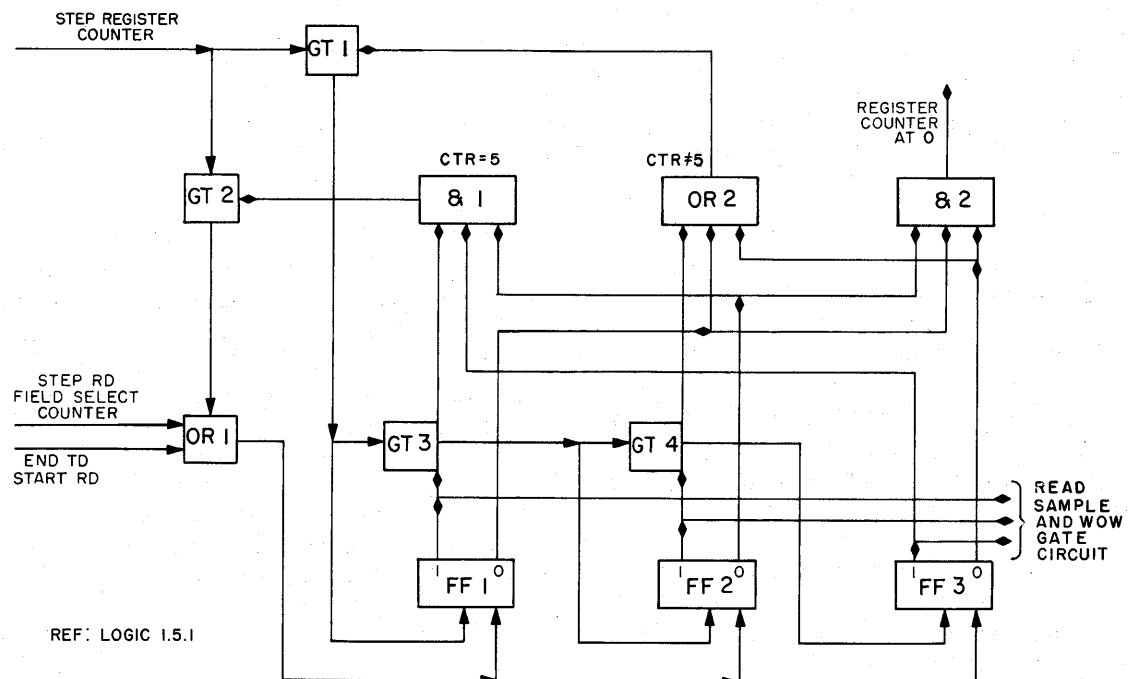 STEP REGISTER
COUNTER
GT 1
REGISTER
COUNTER
AT 0
CTR=5
CTR≠5
GT 2
& 1
OR 2
& 2
STEP RD
FIELD SELECT
COUNTER
OR 1
END TD
START RD
GT 3
GT 4
READ
SAMPLE
AND WOW
GATE
CIRCUIT
1 0
FF 1
1 0
FF 2
1 0
FF 3
REF: LOGIC 1.5.1